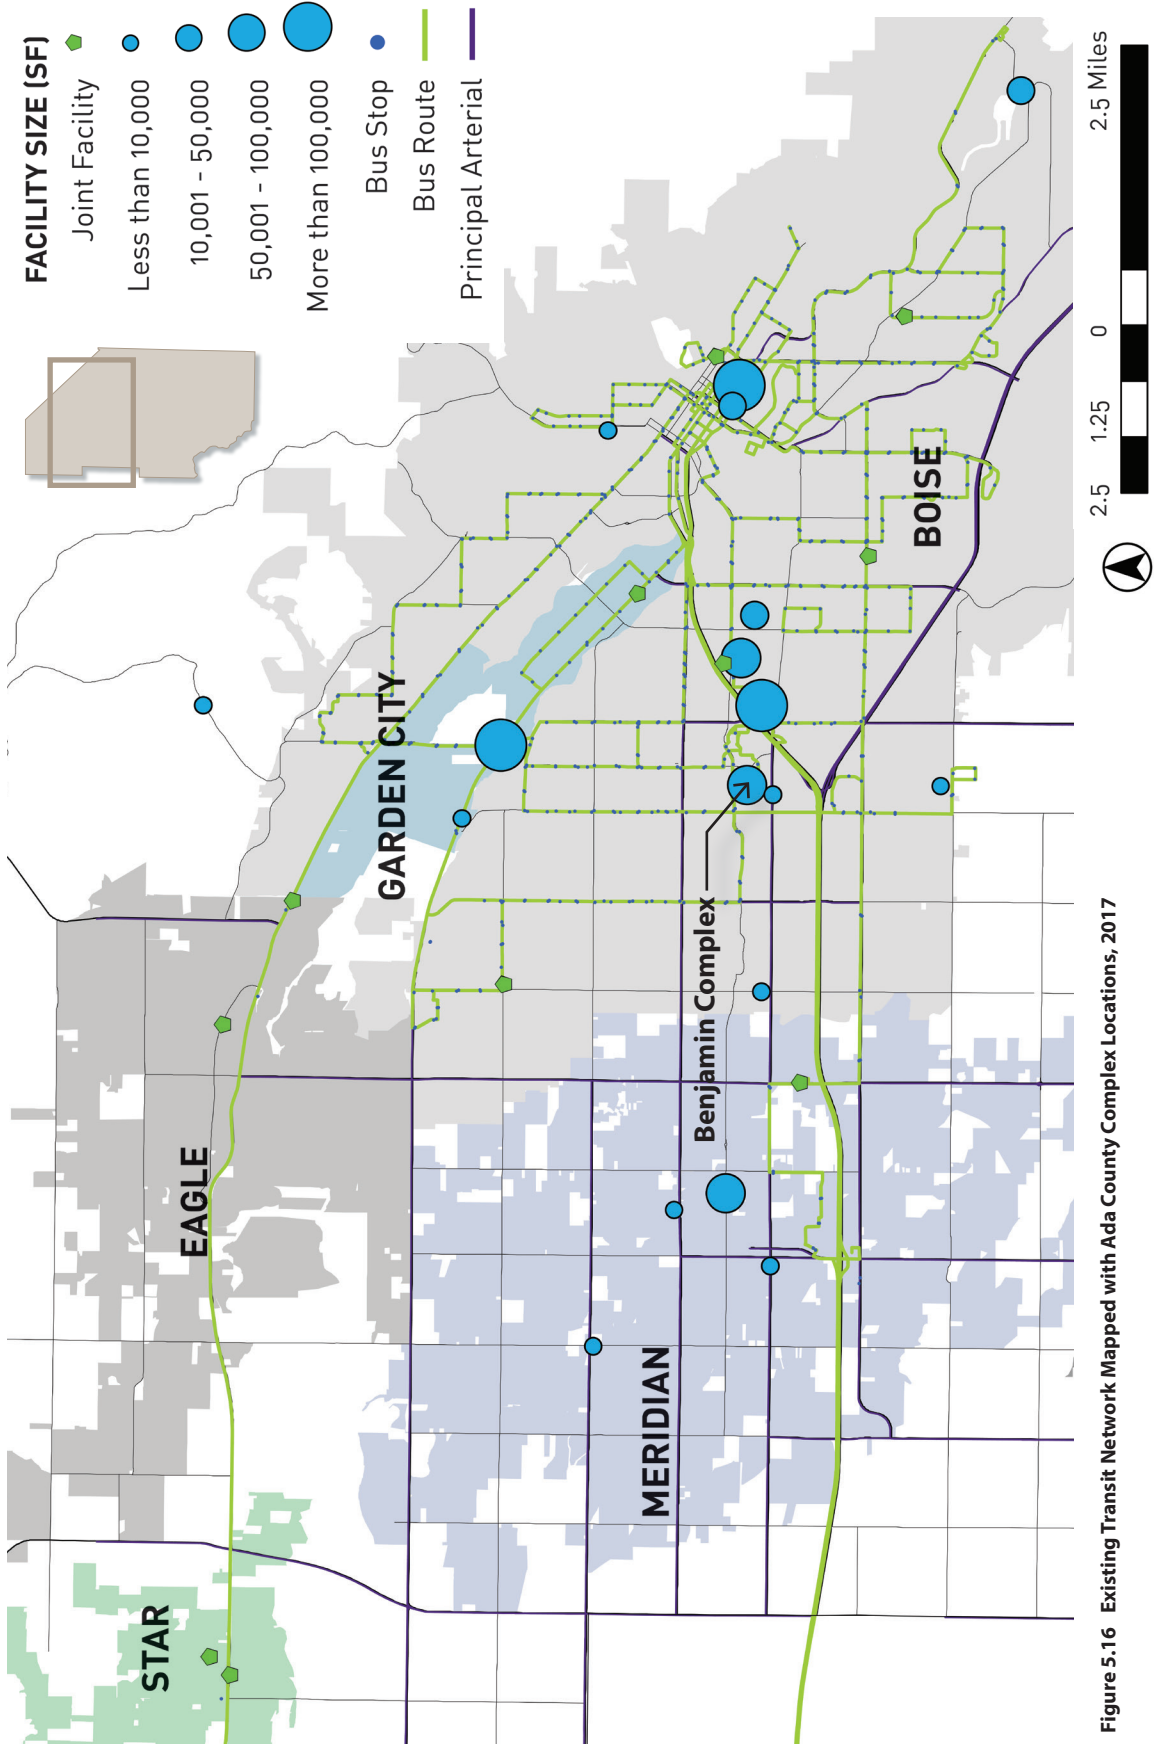 FACILITY SIZE (SF)
Joint Facility
Less than 10,000
10,001 - 50,000
50,001 - 100,000
More than 100,000
Bus Stop
Bus Route
Principal Arterial
STAR
EAGLE
GARDEN CITY
MERIDIAN
Benjamin Complex
BOISE
2.5 1.25 0 2.5 Miles
Figure 5.16 Existing Transit Network Mapped with Ada County Complex Locations, 2017